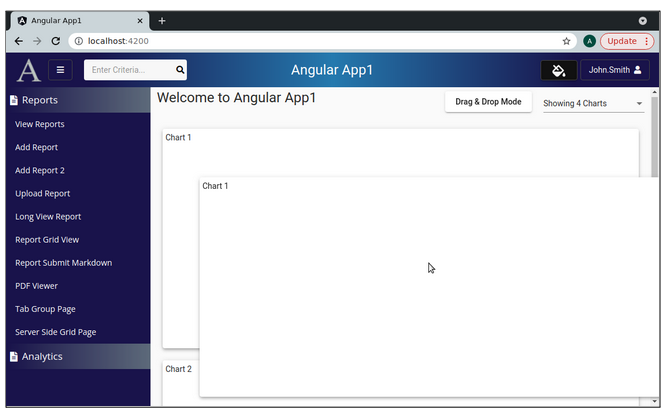 Angular App1
localhost:4200
A
Update
A
Enter Criteria...
Angular App1
John.Smith
Reports
View Reports
Add Report
Add Report 2
Upload Report
Long View Report
Report Grid View
Report Submit Markdown
PDF Viewer
Tab Group Page
Server Side Grid Page
Analytics
Welcome to Angular App1
Drag & Drop Mode
Showing 4 Charts
Chart 1
Chart 1
Chart 2